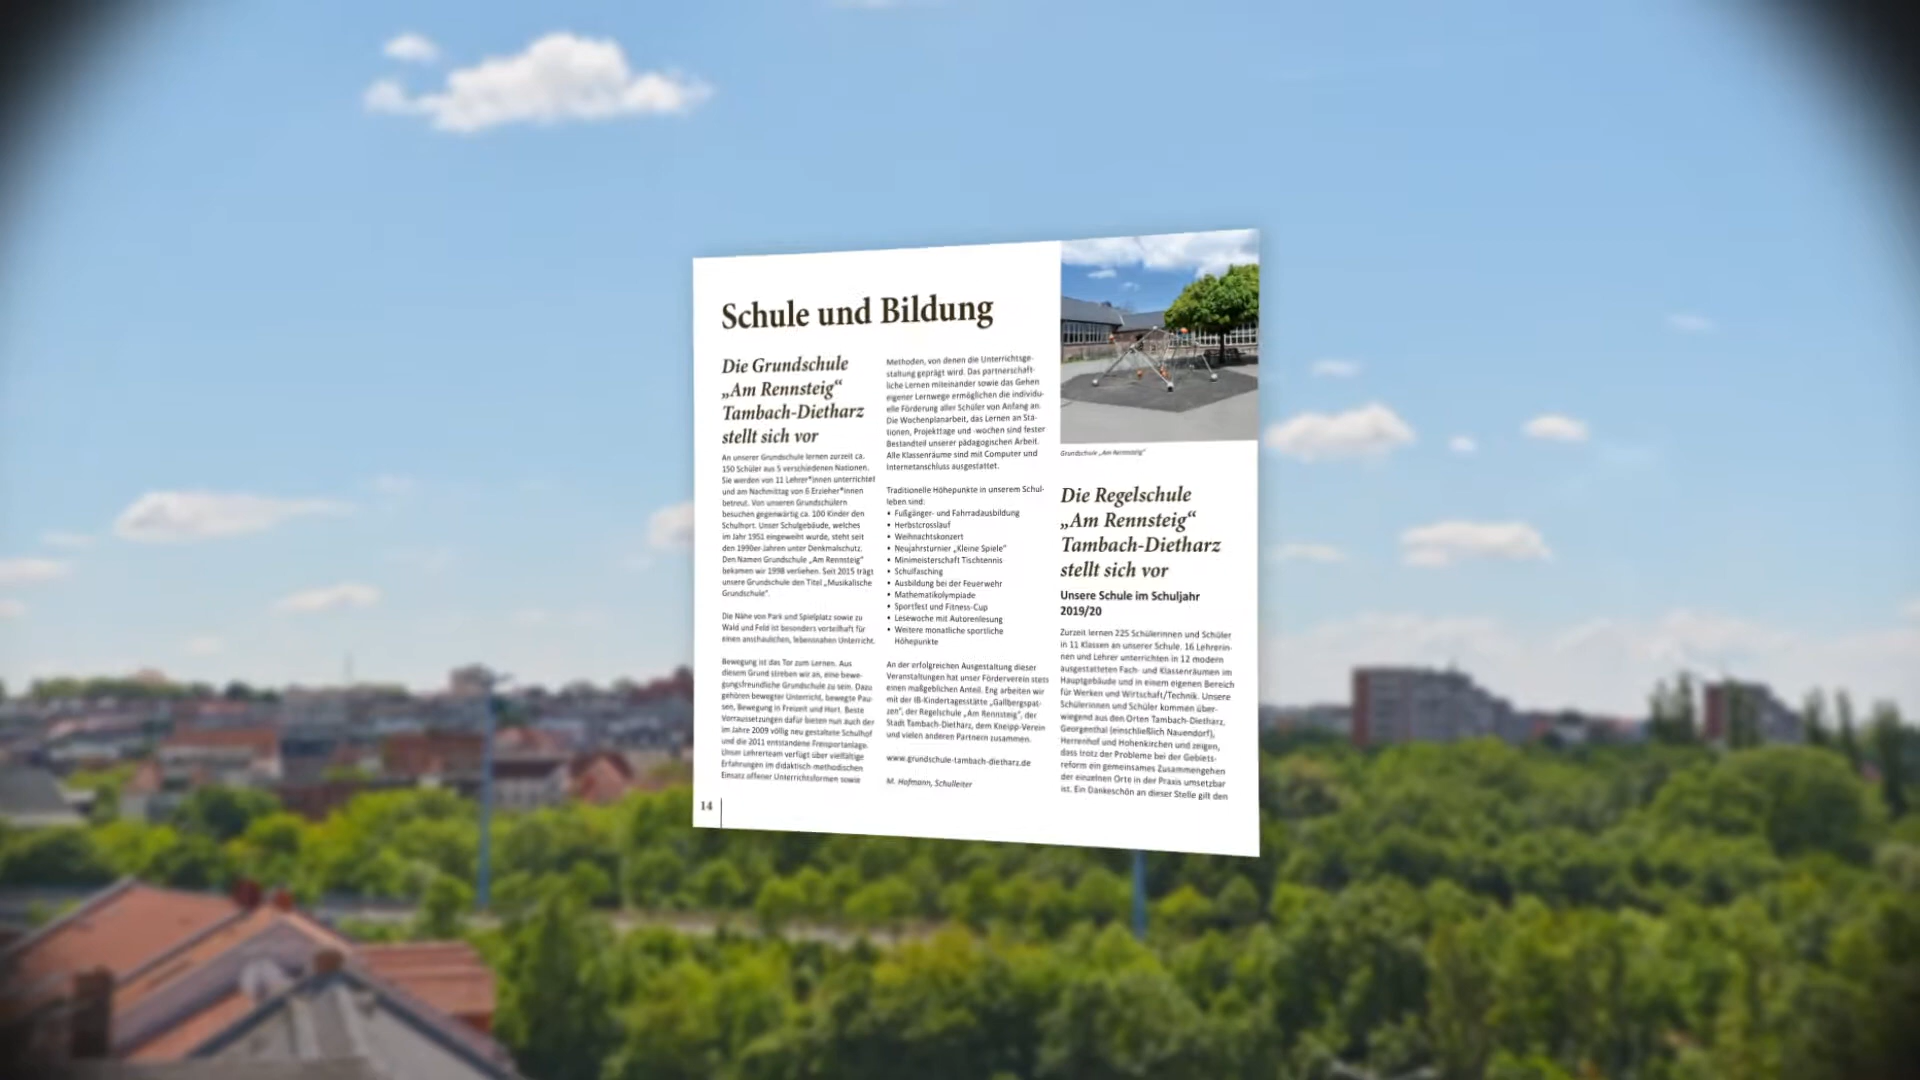 Schule und Bildung
Die Grundschule
„Am Rennsteig“
Tambach-Dietharz
stellt sich vor
An unserer Grundschule lernen zurzeit ca.
150 Schüler aus 5 verschiedenen Nationen.
Sie werden von 11 Lehrer*innen unterrichtet
und am Nachmittag von 6 Erzieher*innen
betreut. Von unseren Grundschülern
besuchen gegenwärtig ca. 100 Kinder den
Schulhort. Unser Schulgebäude, welches
im Jahr 1951 eingeweiht wurde, steht seit
den 1990er-Jahren unter Denkmalschutz.
Den Namen Grundschule „Am Rennsteig“
bekamen wir 1998 verliehen. Seit 2015 trägt
unsere Grundschule den Titel „Musikalische
Grundschule“.
Die Nähe von Park und Spielplatz sowie zu
Wald und Feld ist besonders vorteilhaft für
einen anschaulichen, lebensnahen Unterricht.
Bewegung ist das Tor zum Lernen. Aus
diesem Grund streben wir an, eine bewe-
gungsfreundliche Grundschule zu sein. Dazu
gehören bewegter Unterricht, bewegte Pau-
sen, Bewegung in Freizeit und Hort. Beste
Vorraussetzungen dafür bieten nun auch der
im Jahre 2009 völlig neu gestaltete Schulhof
und die 2011 entstandene Freisportanlage.
Unser Lehrerteam verfügt über vielfältige
Erfahrungen im didaktisch-methodischen
Einsatz offener Unterrichtsformen sowie
14
Methoden, von denen die Unterrichtsge-
staltung geprägt wird. Das partnerschaft-
liche Lernen miteinander sowie das Gehen
eigener Lernwege ermöglichen die individu-
elle Förderung aller Schüler von Anfang an.
Die Wochenplanarbeit, das Lernen an Sta-
tionen, Projekttage und -wochen sind fester
Bestandteil unserer pädagogischen Arbeit.
Alle Klassenräume sind mit Computer und
Internetanschluss ausgestattet.
Traditionelle Höhepunkte in unserem Schul-
leben sind:
• Fußgänger- und Fahrradausbildung
• Herbstcrosslauf
• Weihnachtskonzert
• Neujahrsturnier „Kleine Spiele“
• Minimeisterschaft Tischtennis
• Schulfasching
• Ausbildung bei der Feuerwehr
• Mathematikolympiade
• Sportfest und Fitness-Cup
• Lesewoche mit Autorenlesung
• Weitere monatliche sportliche
Höhepunkte
An der erfolgreichen Ausgestaltung dieser
Veranstaltungen hat unser Förderverein stets
einen maßgeblichen Anteil. Eng arbeiten wir
mit der IB-Kindertagesstätte „Gallbergspat-
zen“, der Regelschule „Am Rennsteig“, der
Stadt Tambach-Dietharz, dem Kneipp-Verein
und vielen anderen Partnern zusammen.
www.grundschule-tambach-dietharz.de
M. Hofmann, Schulleiter
Grundschule „Am Rennsteig“
Die Regelschule
„Am Rennsteig“
Tambach-Dietharz
stellt sich vor
Unsere Schule im Schuljahr
2019/20
Zurzeit lernen 225 Schülerinnen und Schüler
in 11 Klassen an unserer Schule. 16 Lehrerin-
nen und Lehrer unterrichten in 12 modern
ausgestatteten Fach- und Klassenräumen im
Hauptgebäude und in einem eigenen Bereich
für Werken und Wirtschaft/Technik. Unsere
Schülerinnen und Schüler kommen über-
wiegend aus den Orten Tambach-Dietharz,
Georgenthal (einschließlich Nauendorf),
Herrenhof und Hohenkirchen und zeigen,
dass trotz der Probleme bei der Gebiets-
reform ein gemeinsames Zusammengehen
der einzelnen Orte in der Praxis umsetzbar
ist. Ein Dankeschön an dieser Stelle gilt den